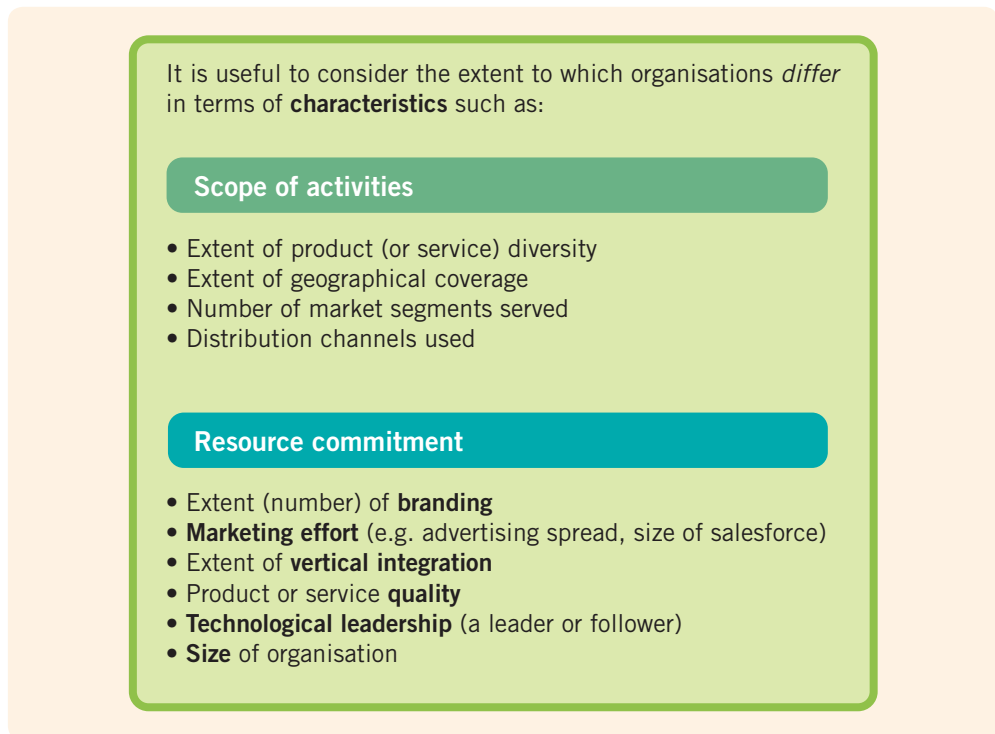 It is useful to consider the extent to which organisations differ
in terms of characteristics such as:
Scope of activities
• Extent of product (or service) diversity
• Extent of geographical coverage
• Number of market segments served
• Distribution channels used
Resource commitment
• Extent (number) of branding
• Marketing effort (e.g. advertising spread, size of salesforce)
• Extent of vertical integration
• Product or service quality
• Technological leadership (a leader or follower)
• Size of organisation